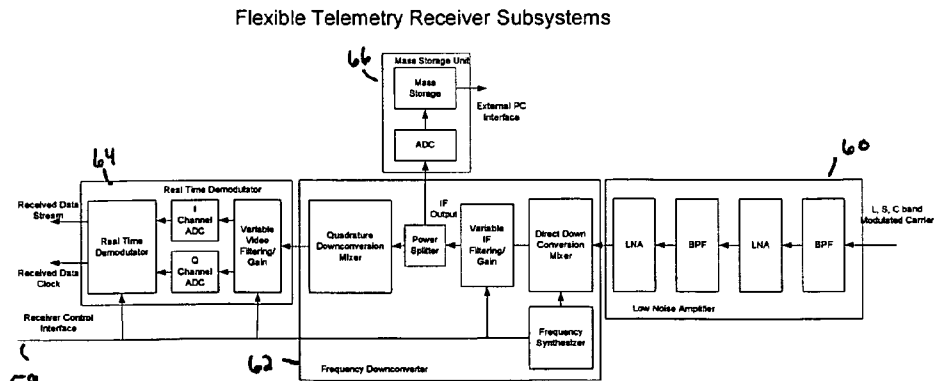 Flexible Telemetry Receiver Subsystems
66
Mass Storage Unit
Mass
Storage
External PC
Interface
ADC
64
60
Real Time Demodutator
Received Data
Stream
Real Time
Demodulator
I
Channel
ADC
Q
Channel
ADC
Variable
Video
Filtering/
Gain
Received Data
Clock
Receiver Control
Interface
59
62
Quadrature
Downconversion
Mixer
Power
Splitter
IF
Output
Variable
IF
Filtering/
Gain
Direct Down
Conversion
Mixer
Frequency
Synthesizer
Frequency Downconverter
LNA
BPF
LNA
BPF
L, S, C band
Modulated Carrier
Low Noise Amplifier